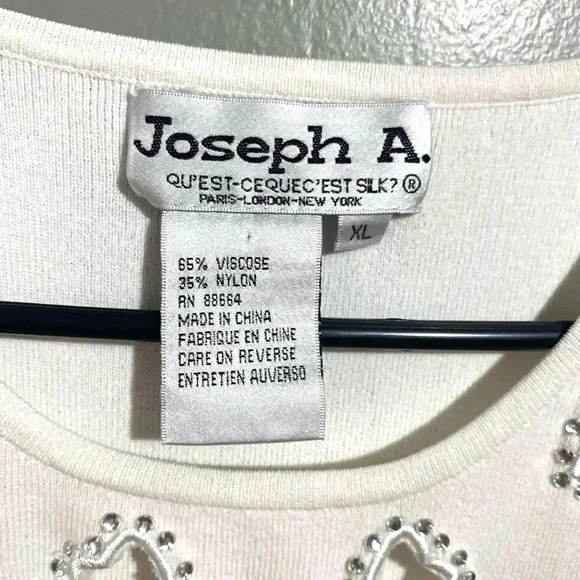 Joseph A.
QU'EST-CEQUEC'EST SILK?®
PARIS-LONDON-NEW YORK
XL
65% VISCOSE
35% NYLON
RN 88664
MADE IN CHINA
FABRIQUE EN CHINE
CARE ON REVERSE
ENTRETIEN AUVERSO